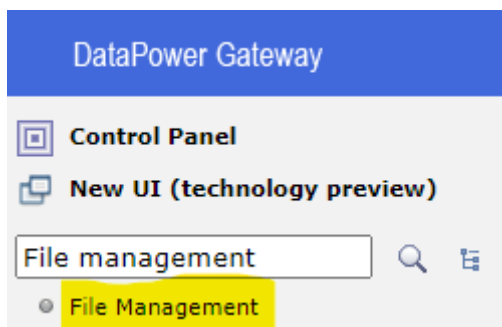 DataPower Gateway
Control Panel
New UI (technology preview)
File management
File Management